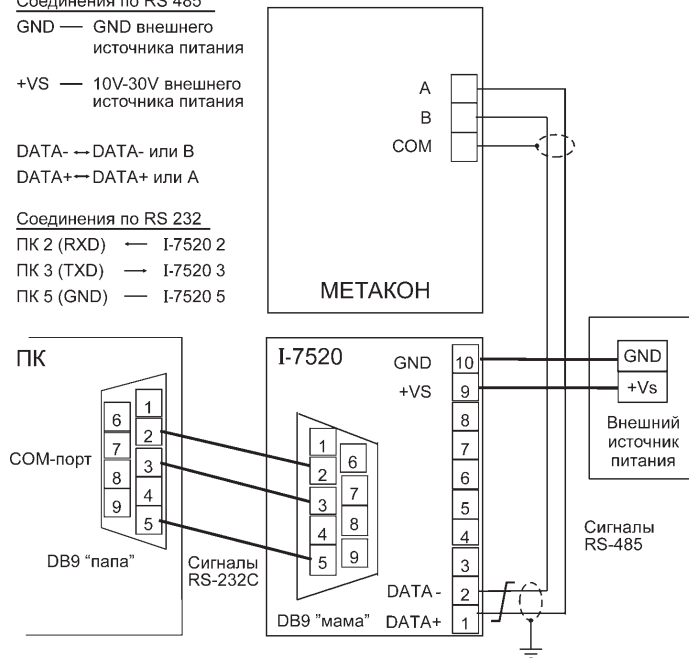 Соединения по RS 485
GND — GND внешнего
источника питания
+VS — 10V-30V внешнего
источника питания
DATA- ↔ DATA- или B
DATA+ ↔ DATA+ или A
Соединения по RS 232
ПК 2 (RXD) ← I-7520 2
ПК 3 (TXD) → I-7520 3
ПК 5 (GND) — I-7520 5
A
B
COM
МЕТАКОН
ПК
COM-порт
1
2
3
4
5
6
7
8
9
DB9 “папа”
Сигналы
RS-232C
I-7520
1
2
3
4
5
6
7
8
9
DB9 ”мама”
GND 10
+VS 9
8
7
6
5
4
3
DATA - 2
DATA+ 1
GND
+Vs
Внешний
источник
питания
Сигналы
RS-485